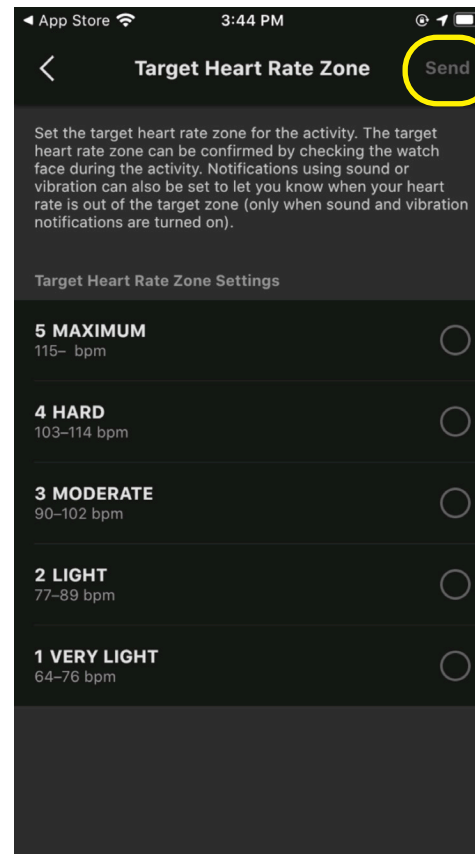 App Store 3:44 PM
Target Heart Rate Zone Send
Set the target heart rate zone for the activity. The target
heart rate zone can be confirmed by checking the watch
face during the activity. Notifications using sound or
vibration can also be set to let you know when your heart
rate is out of the target zone (only when sound and vibration
notifications are turned on).
Target Heart Rate Zone Settings
5 MAXIMUM
115– bpm
4 HARD
103–114 bpm
3 MODERATE
90–102 bpm
2 LIGHT
77–89 bpm
1 VERY LIGHT
64–76 bpm